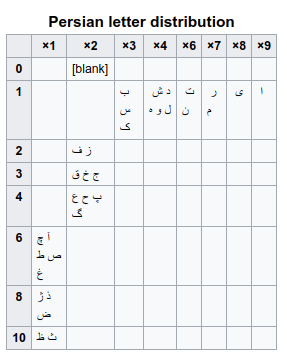 Persian letter distribution
×1 ×2 ×3 ×4 ×6 ×7 ×8 ×9
0 [blank]
1 ب س ک د ش ل و ه ت ن ر م ی ا
2 ز ف
3 ج خ ق
4 پ ح ع گ
6 آ چ ص ط غ
8 ذ ژ ض
10 ث ظ